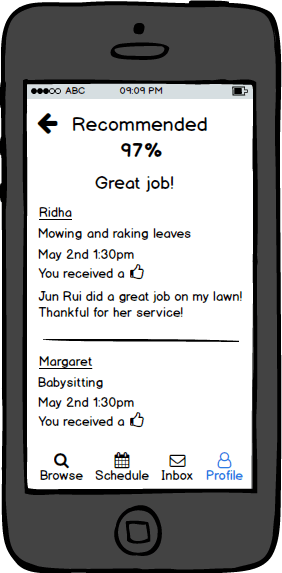 ABC 09:09 PM
Recommended
97%
Great job!
Ridha
Mowing and raking leaves
May 2nd 1:30pm
You received a
Jun Rui did a great job on my lawn!
Thankful for her service!
Margaret
Babysitting
May 2nd 1:30pm
You received a
Browse Schedule Inbox Profile